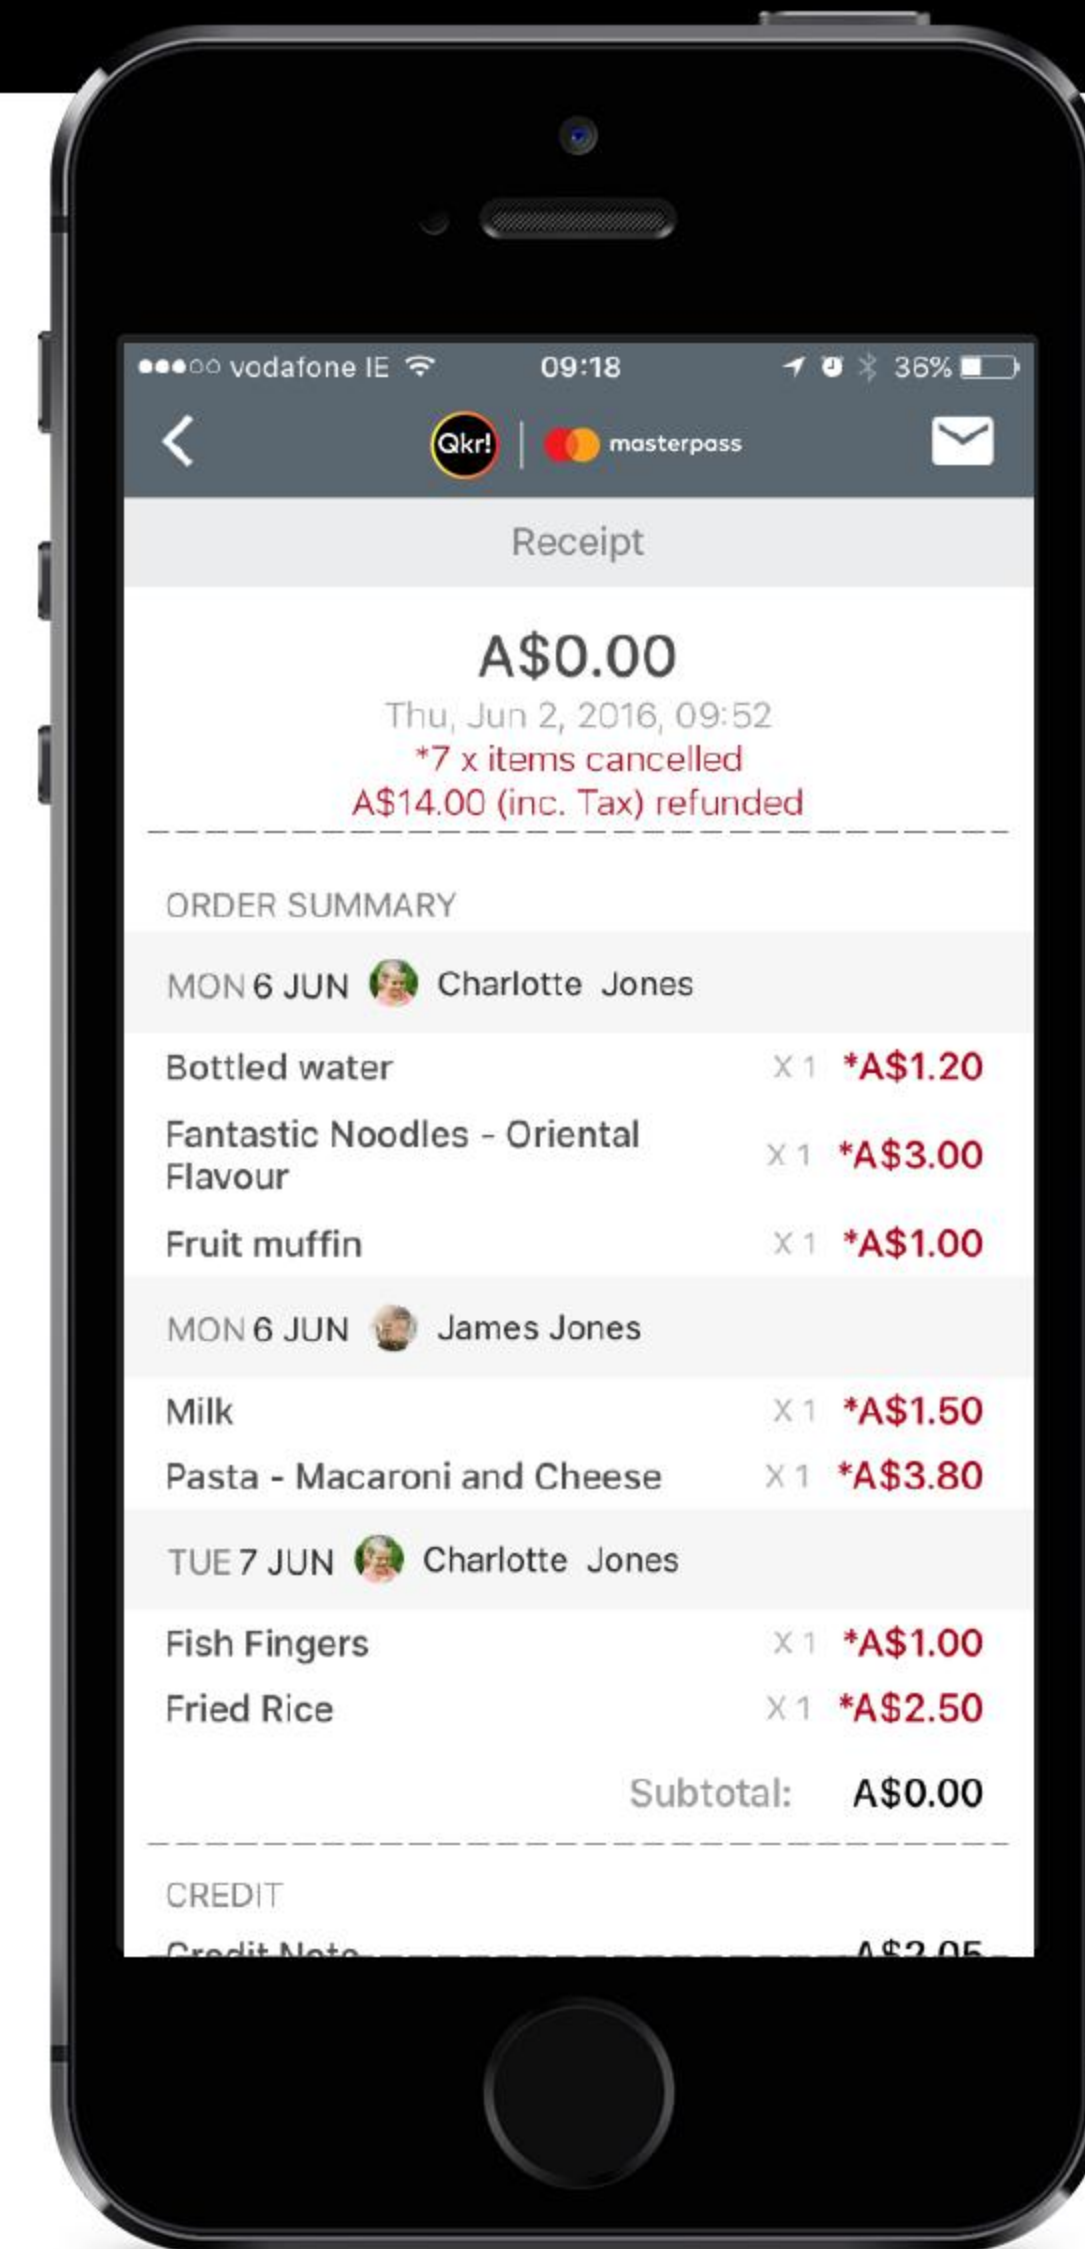 vodafone IE 09:18 36%
Qkr! | masterpass
Receipt
A$0.00
Thu, Jun 2, 2016, 09:52
*7 x items cancelled
A$14.00 (inc. Tax) refunded
ORDER SUMMARY
MON 6 JUN Charlotte Jones
Bottled water X 1 *A$1.20
Fantastic Noodles - Oriental
Flavour X 1 *A$3.00
Fruit muffin X 1 *A$1.00
MON 6 JUN James Jones
Milk X 1 *A$1.50
Pasta - Macaroni and Cheese X 1 *A$3.80
TUE 7 JUN Charlotte Jones
Fish Fingers X 1 *A$1.00
Fried Rice X 1 *A$2.50
Subtotal: A$0.00
CREDIT
Credit Note